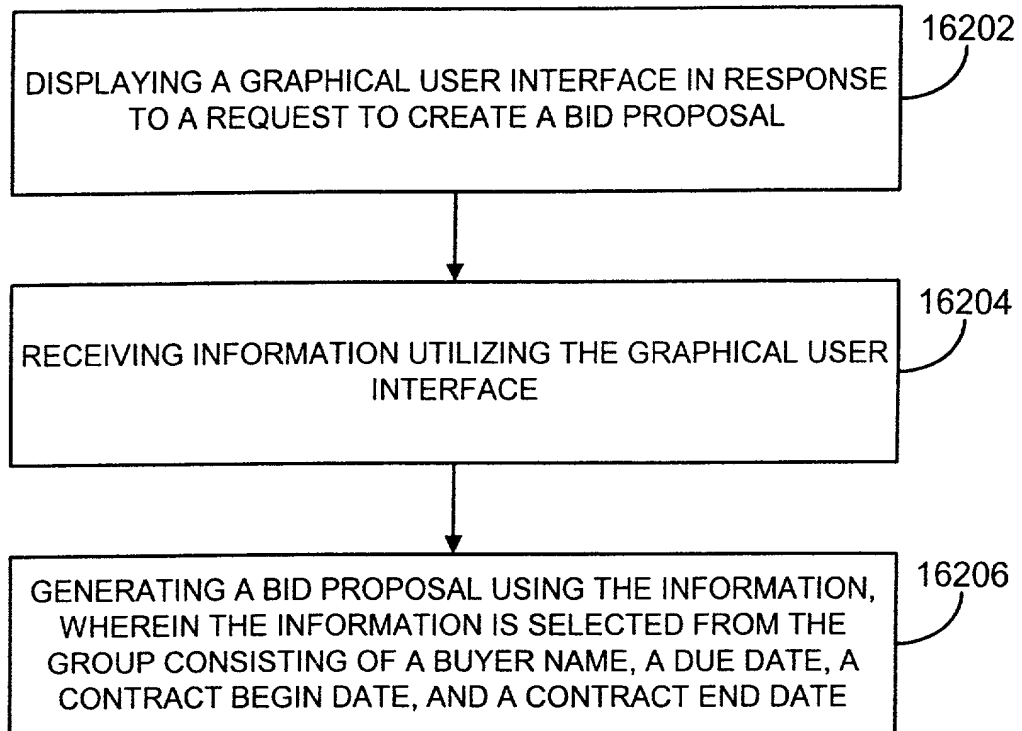 16202
DISPLAYING A GRAPHICAL USER INTERFACE IN RESPONSE
TO A REQUEST TO CREATE A BID PROPOSAL
16204
RECEIVING INFORMATION UTILIZING THE GRAPHICAL USER
INTERFACE
16206
GENERATING A BID PROPOSAL USING THE INFORMATION,
WHEREIN THE INFORMATION IS SELECTED FROM THE
GROUP CONSISTING OF A BUYER NAME, A DUE DATE, A
CONTRACT BEGIN DATE, AND A CONTRACT END DATE